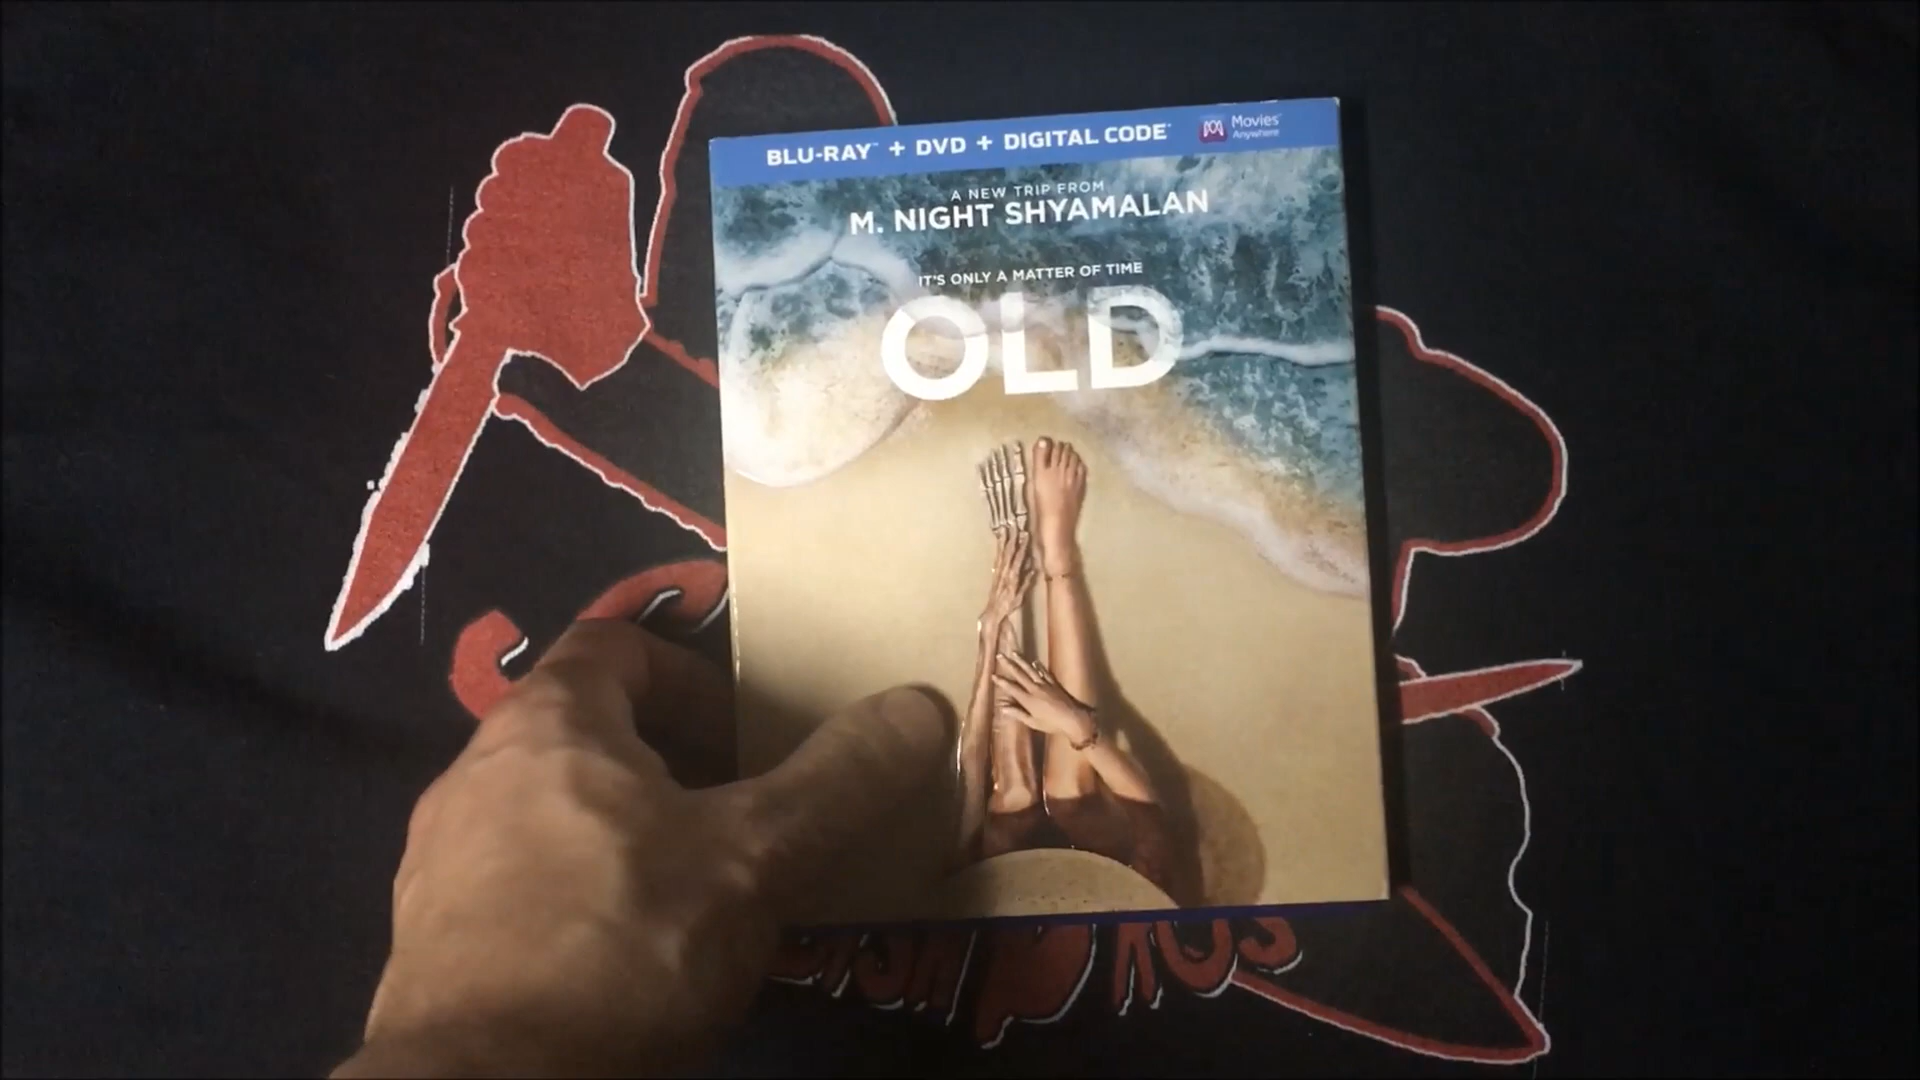 BLU-RAY™ + DVD + DIGITAL CODE*
Movies Anywhere
A NEW TRIP FROM
M. NIGHT SHYAMALAN
IT'S ONLY A MATTER OF TIME
OLD